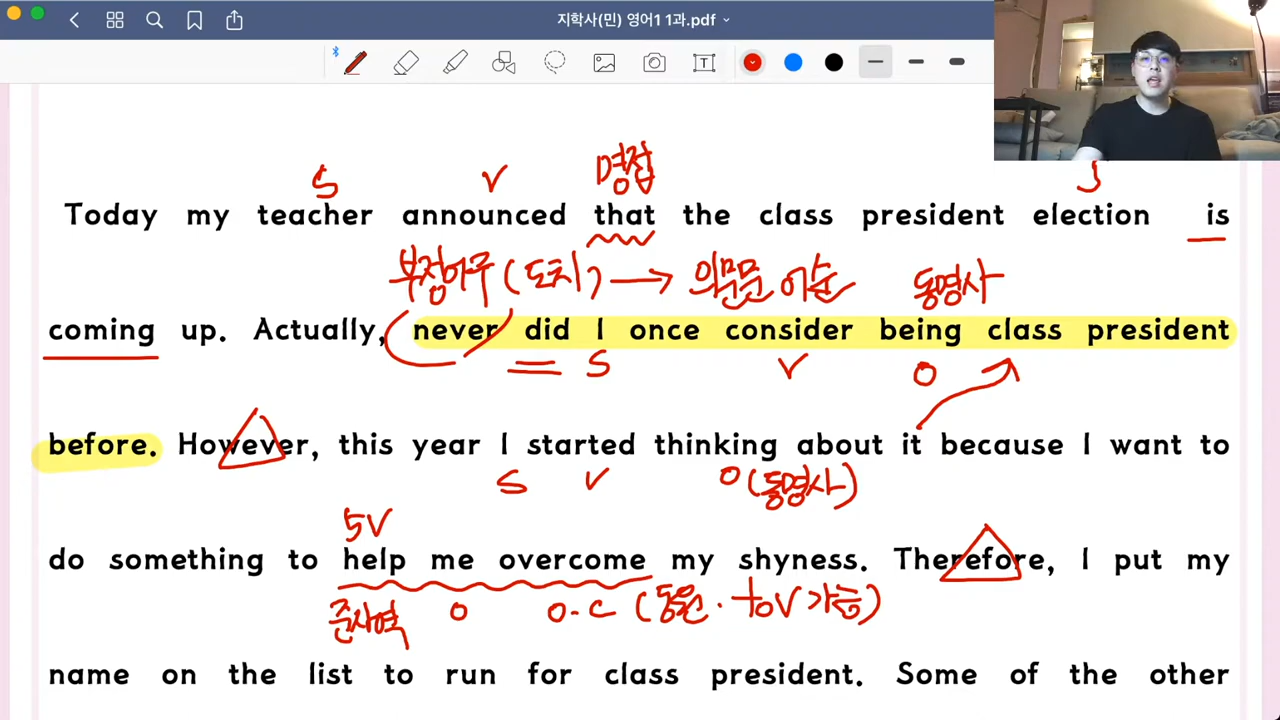 지학사(민) 영어1 1과.pdf
T
S V 명접 S
Today my teacher announced that the class president election is
부정어구 (도치) → 의문문 어순 동명사
coming up. Actually, never did I once consider being class president
S V O
before. However, this year I started thinking about it because I want to
S V O (동명사)
5V
do something to help me overcome my shyness. Therefore, I put my
준사역 O O.C (동원. to V 가능)
name on the list to run for class president. Some of the other